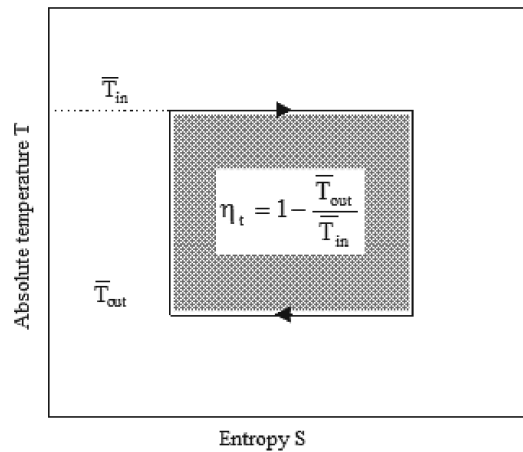 T̅in
Absolute temperature T
ηt = 1 − T̅out / T̅in
T̅out
Entropy S